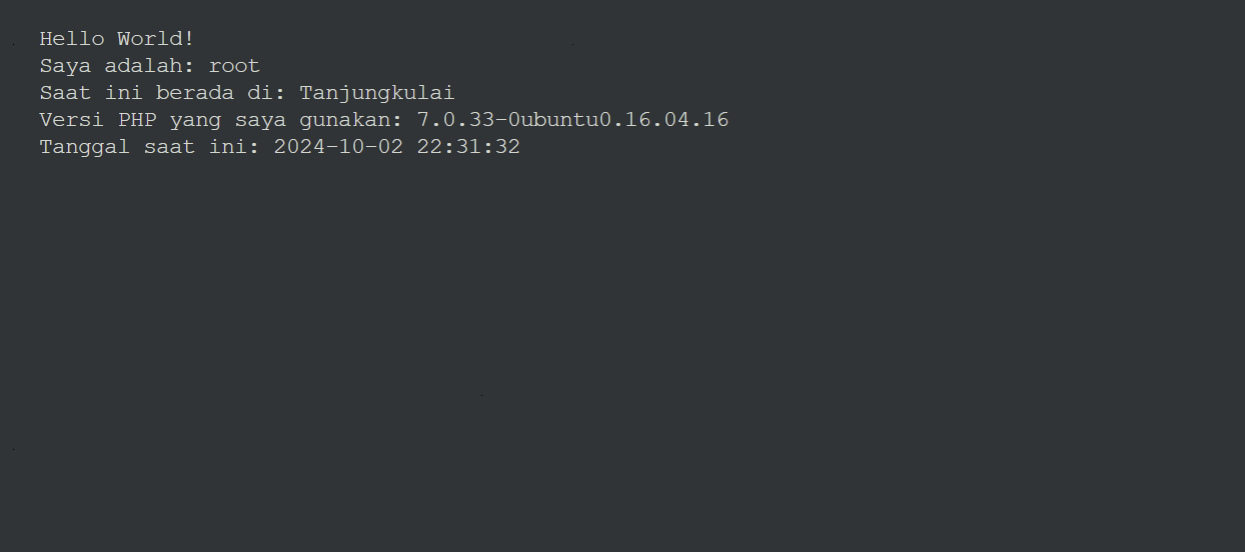 Hello World!
Saya adalah: root
Saat ini berada di: Tanjungkulai
Versi PHP yang saya gunakan: 7.0.33-0ubuntu0.16.04.16
Tanggal saat ini: 2024-10-02 22:31:32